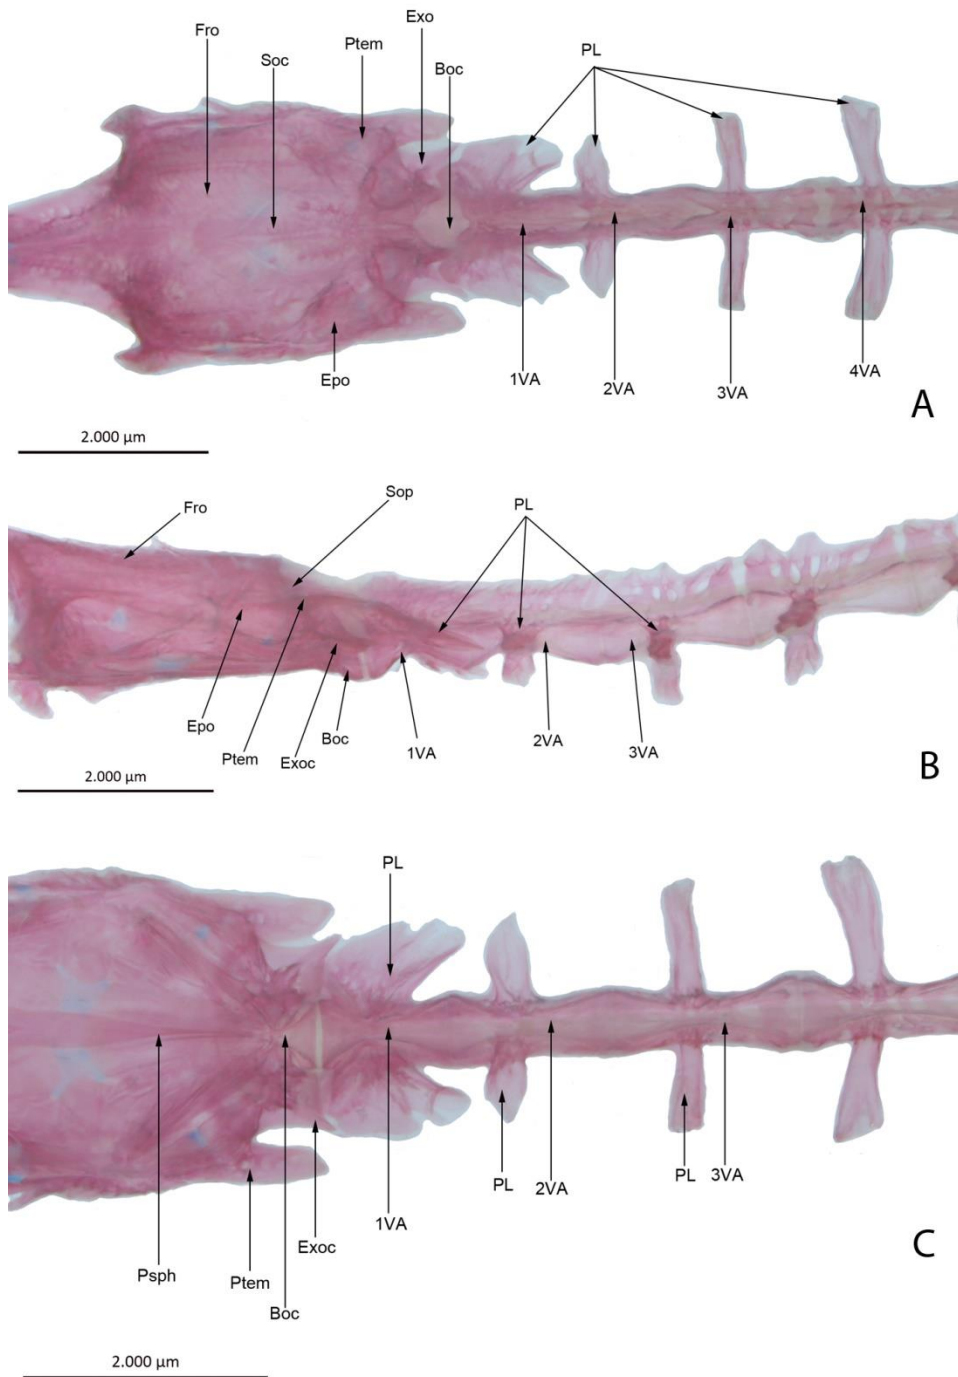 Fro
Soc
Ptem
Exo
Boc
PL
Epo
1VA
2VA
3VA
4VA
A
2.000 µm
Fro
Sop
PL
Epo
Ptem
Exoc
Boc
1VA
2VA
3VA
B
2.000 µm
PL
Psph
Ptem
Boc
Exoc
1VA
PL
2VA
PL
3VA
C
2.000 µm